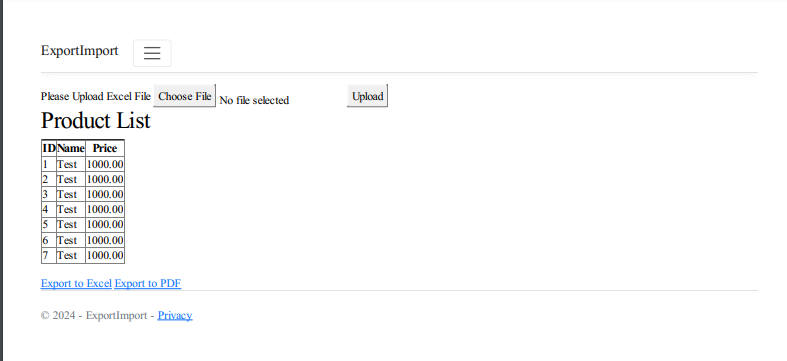 ExportImport
Please Upload Excel File Choose File No file selected Upload
Product List
ID Name Price
1 Test 1000.00
2 Test 1000.00
3 Test 1000.00
4 Test 1000.00
5 Test 1000.00
6 Test 1000.00
7 Test 1000.00
Export to Excel Export to PDF
© 2024 - ExportImport - Privacy